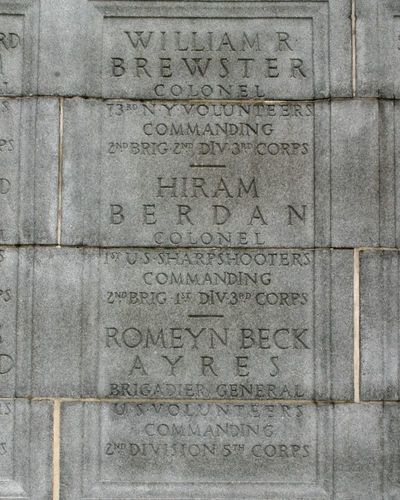 WILLIAM R
BREWSTER
COLONEL
73RD N Y VOLUNTEERS
COMMANDING
2ND BRIG · 2ND DIV · 3RD CORPS
HIRAM
BERDAN
COLONEL
1ST U · S · SHARPSHOOTERS
COMMANDING
2ND BRIG · 1ST DIV · 3RD CORPS
ROMEYN BECK
AYRES
BRIGADIER GENERAL
U S VOLUNTEERS
COMMANDING
2ND DIVISION 5TH CORPS